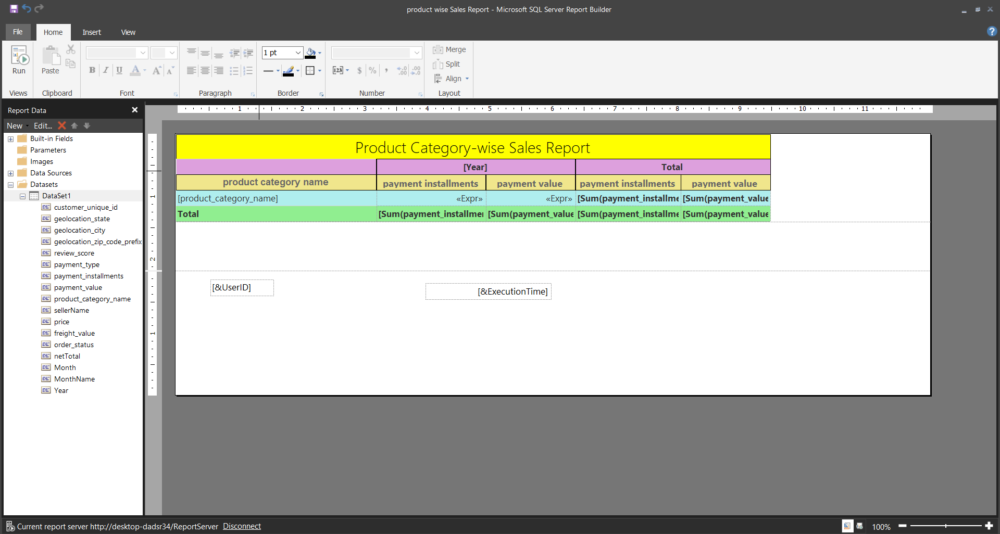 product wise Sales Report - Microsoft SQL Server Report Builder
File Home Insert View
Run
Paste
1 pt
B I U A A A
[123] $ % ,
Merge
Split
Align
Views Clipboard Font Paragraph Border Number Layout
Report Data
New Edit...
Built-in Fields
Parameters
Images
Data Sources
Datasets
DataSet1
customer_unique_id
geolocation_state
geolocation_city
geolocation_zip_code_prefix
review_score
payment_type
payment_installments
payment_value
product_category_name
sellerName
price
freight_value
order_status
netTotal
Month
MonthName
Year
1 2 3 4 5 6 7 8 9 10 11
1
2
1
Product Category-wise Sales Report
[Year] Total
product category name payment installments payment value payment installments payment value
[product_category_name] «Expr» «Expr» [Sum(payment_installme [Sum(payment_value
Total [Sum(payment_installmen [Sum(payment_value [Sum(payment_installme [Sum(payment_value
[&UserID]
[&ExecutionTime]
Current report server http://desktop-dadsr34/ReportServer Disconnect
100%